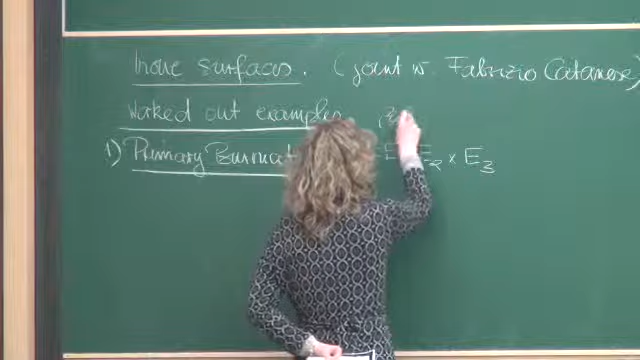 Inoue surfaces. (joint w. Fabrizio Catanese)
Worked out examples
1) Primary Burniat E₂ × E₃